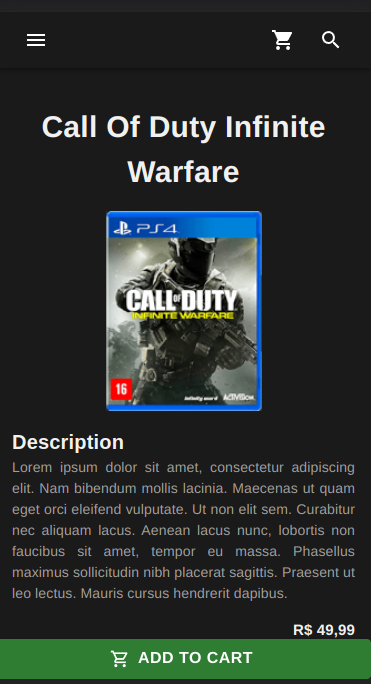 Call Of Duty Infinite
Warfare
PS4
CALL OF DUTY
INFINITE WARFARE
16
infinity ward ACTIVISION
Description
Lorem ipsum dolor sit amet, consectetur adipiscing
elit. Nam bibendum mollis lacinia. Maecenas ut quam
eget orci eleifend vulputate. Ut non elit sem. Curabitur
nec aliquam lacus. Aenean lacus nunc, lobortis non
faucibus sit amet, tempor eu massa. Phasellus
maximus sollicitudin nibh placerat sagittis. Praesent ut
leo lectus. Mauris cursus hendrerit dapibus.
R$ 49,99
ADD TO CART